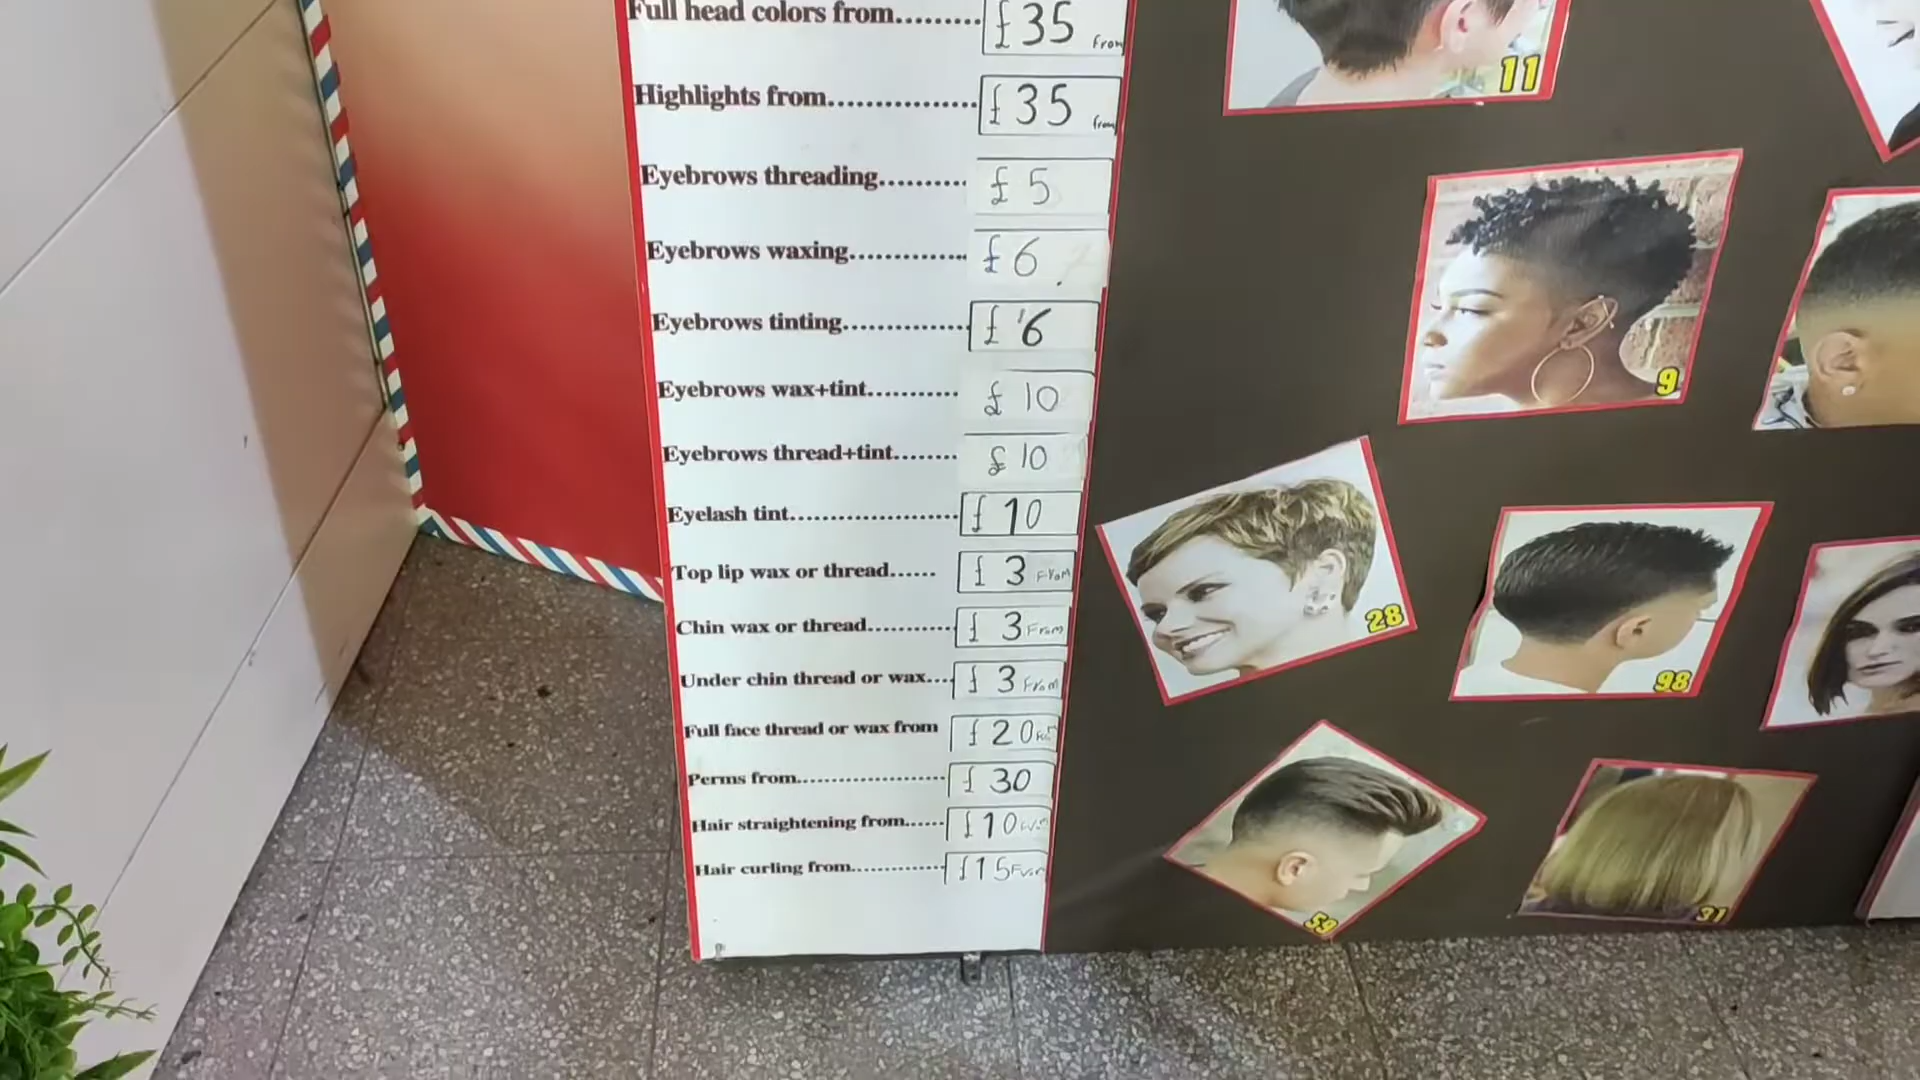 Full head colors from......... £35 From
Highlights from................ £35 from
Eyebrows threading.......... £5
Eyebrows waxing.............. £6
Eyebrows tinting.............. £6
Eyebrows wax+tint........... £10
Eyebrows thread+tint....... £10
Eyelash tint..................... £10
Top lip wax or thread...... £3 From
Chin wax or thread........... £3 From
Under chin thread or wax.... £3 From
Full face thread or wax from £20 From
Perms from...................... £30
Hair straightening from...... £10 From
Hair curling from.............. £15 From
11
9
28
98
59
31